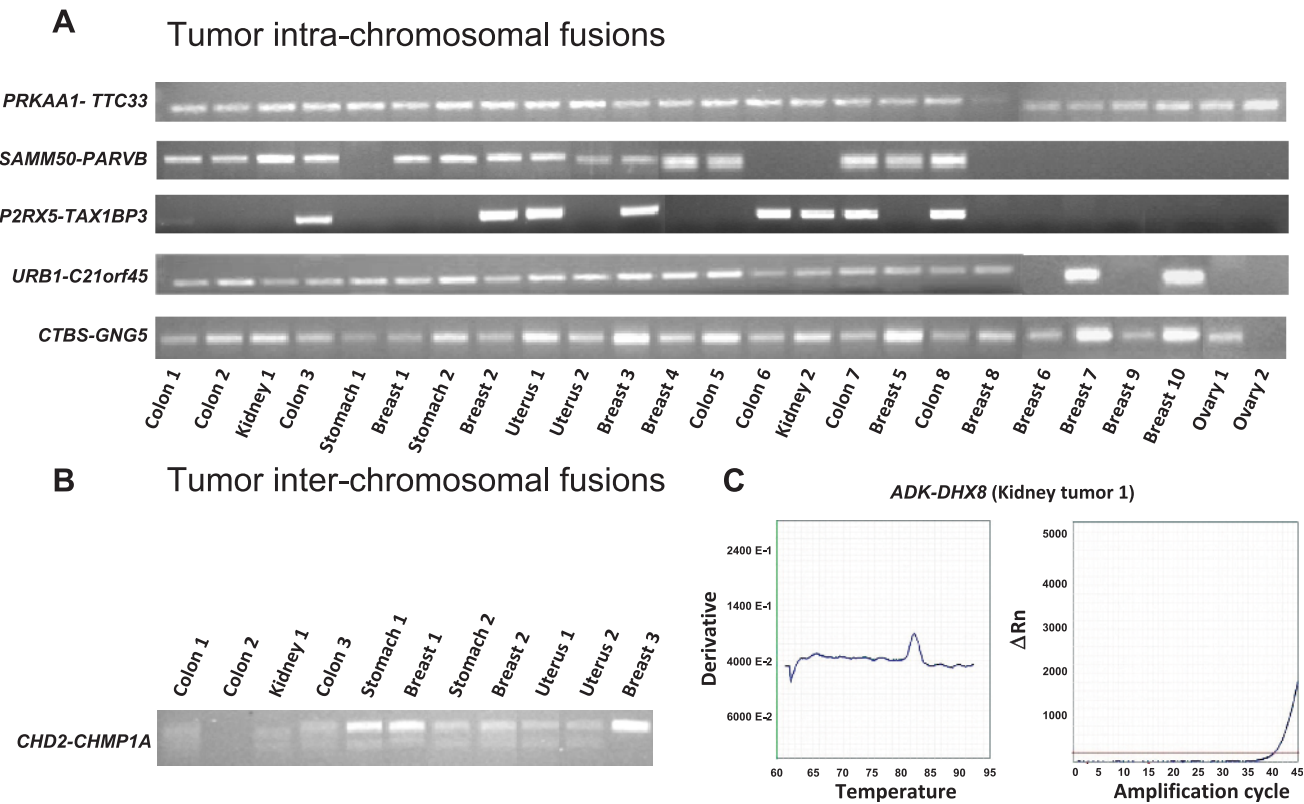 A
Tumor intra-chromosomal fusions
PRKAA1- TTC33
SAMM50-PARVB
P2RX5-TAX1BP3
URB1-C21orf45
CTBS-GNG5
Colon 1
Colon 2
Kidney 1
Colon 3
Stomach 1
Breast 1
Stomach 2
Breast 2
Uterus 1
Uterus 2
Breast 3
Breast 4
Colon 5
Colon 6
Kidney 2
Colon 7
Breast 5
Colon 8
Breast 8
Breast 6
Breast 7
Breast 9
Breast 10
Ovary 1
Ovary 2
B
Tumor inter-chromosomal fusions
Colon 1
Colon 2
Kidney 1
Colon 3
Stomach 1
Breast 1
Stomach 2
Breast 2
Uterus 1
Uterus 2
Breast 3
CHD2-CHMP1A
C
ADK-DHX8 (Kidney tumor 1)
Derivative
2400 E-1
1400 E-1
4000 E-2
6000 E-2
60 65 70 75 80 85 90 95
Temperature
ΔRn
5000
4000
3000
2000
1000
0 5 10 15 20 25 30 35 40 45
Amplification cycle